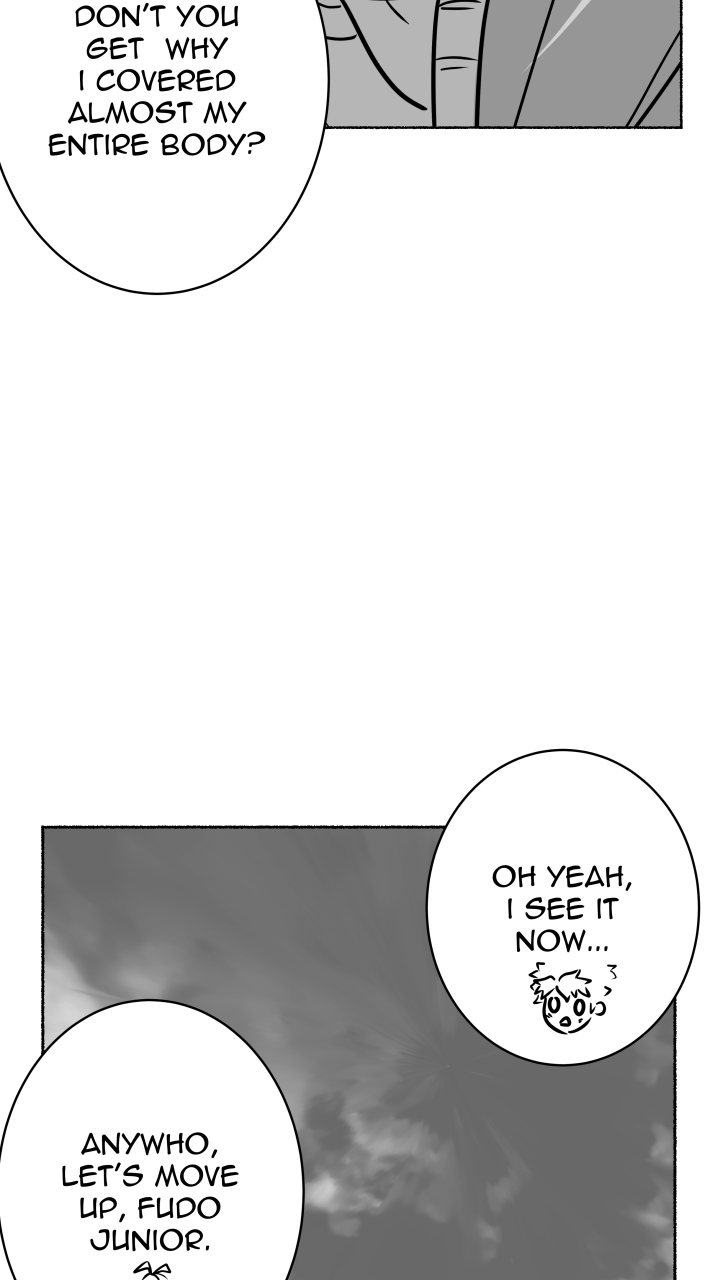 DON'T YOU
GET WHY
I COVERED
ALMOST MY
ENTIRE BODY?
OH YEAH,
I SEE IT
NOW...
ANYWHO,
LET'S MOVE
UP, FUDO
JUNIOR.